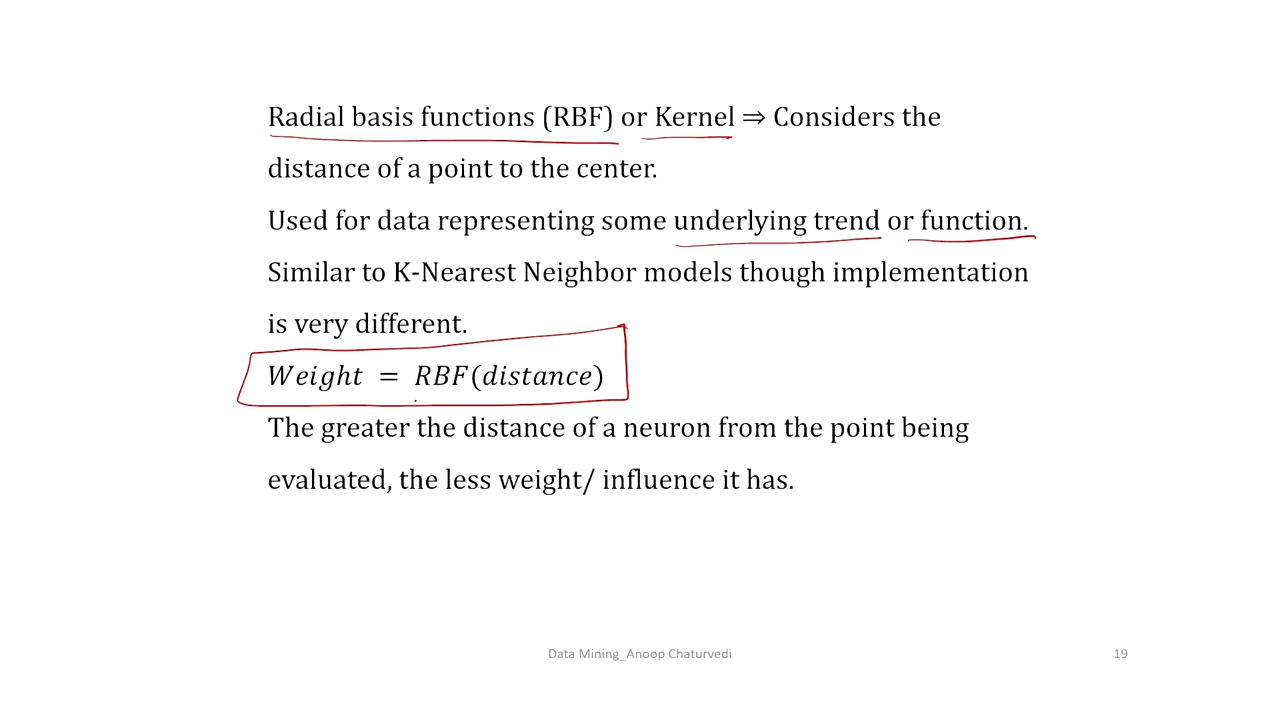 Radial basis functions (RBF) or Kernel ⇒ Considers the
distance of a point to the center.
Used for data representing some underlying trend or function.
Similar to K-Nearest Neighbor models though implementation
is very different.
Weight = RBF(distance)
The greater the distance of a neuron from the point being
evaluated, the less weight/ influence it has.
Data Mining_Anoop Chaturvedi
19